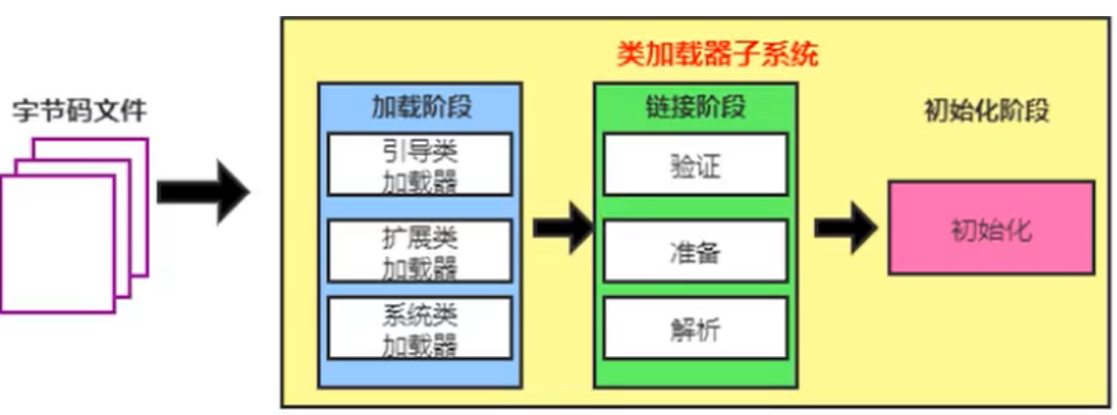 类加载器子系统
字节码文件
加载阶段
引导类
加载器
扩展类
加载器
系统类
加载器
链接阶段
验证
准备
解析
初始化阶段
初始化